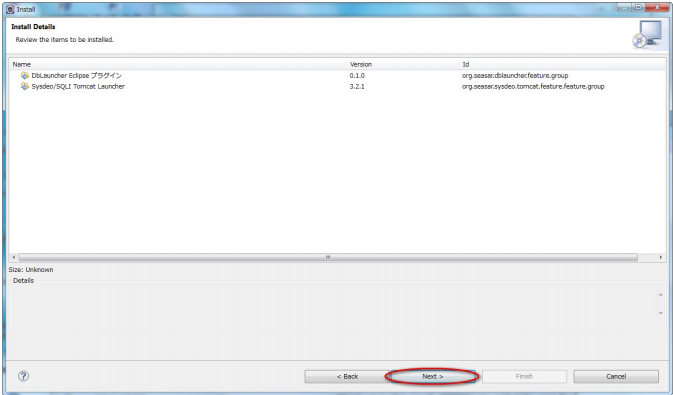 Install
Install Details
Review the items to be installed.
Name Version Id
DbLauncher Eclipse プラグイン 0.1.0 org.seasar.dblauncher.feature.group
Sysdeo/SQLI Tomcat Launcher 3.2.1 org.seasar.sysdeo.tomcat.feature.feature.group
Size: Unknown
Details
< Back Next > Finish Cancel